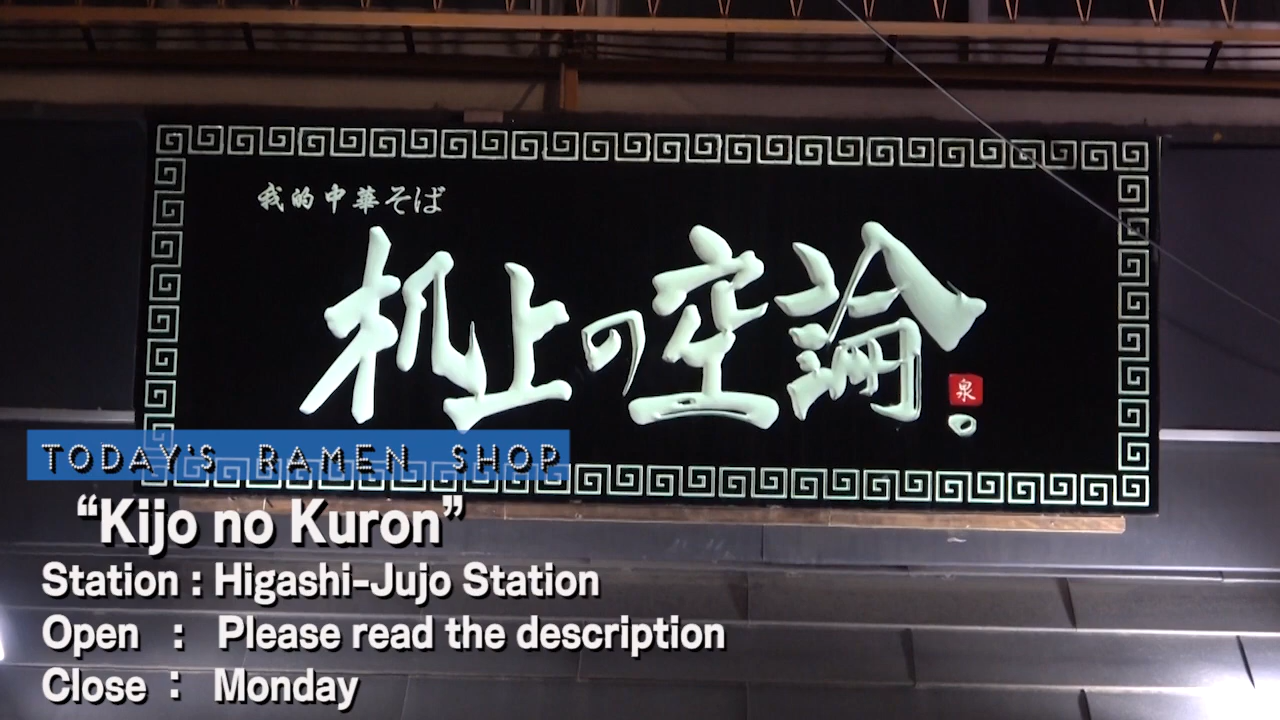 我的中華そば
机上の空論。
泉
TODAY'S RAMEN SHOP
“Kijo no Kuron”
Station : Higashi-Jujo Station
Open : Please read the description
Close : Monday